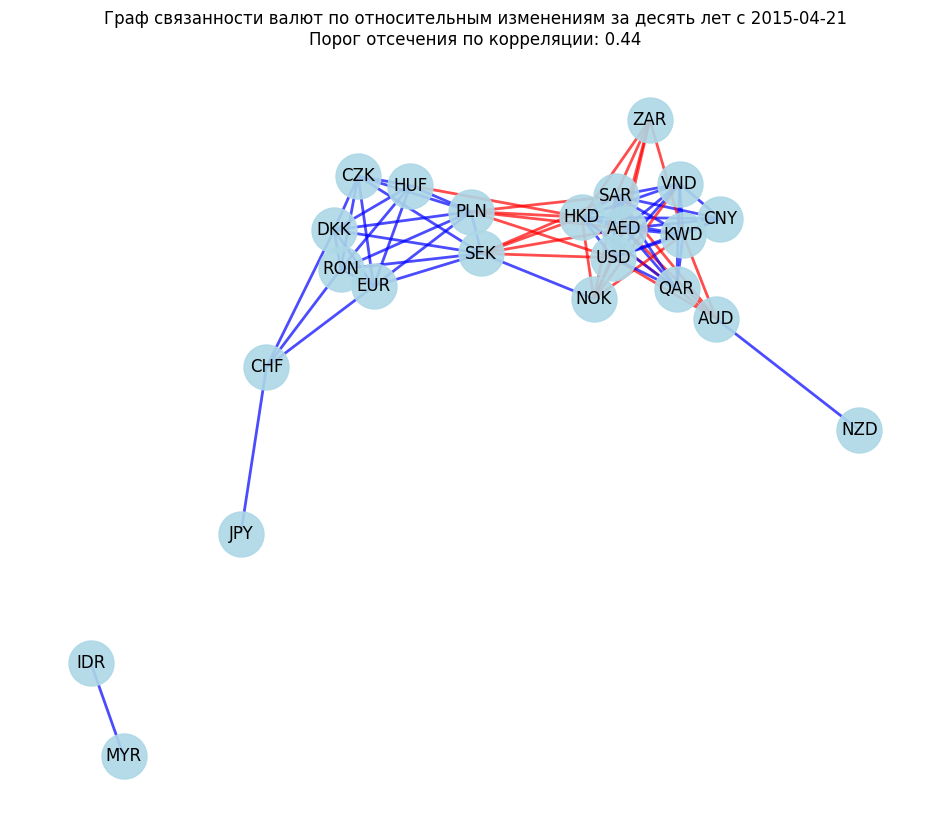 Граф связанности валют по относительным изменениям за десять лет с 2015-04-21
Порог отсечения по корреляции: 0.44
ZAR
CZK
HUF
SAR
VND
PLN
HKD
CNY
DKK
AED
KWD
SEK
USD
RON
EUR
NOK
QAR
AUD
CHF
NZD
JPY
IDR
MYR